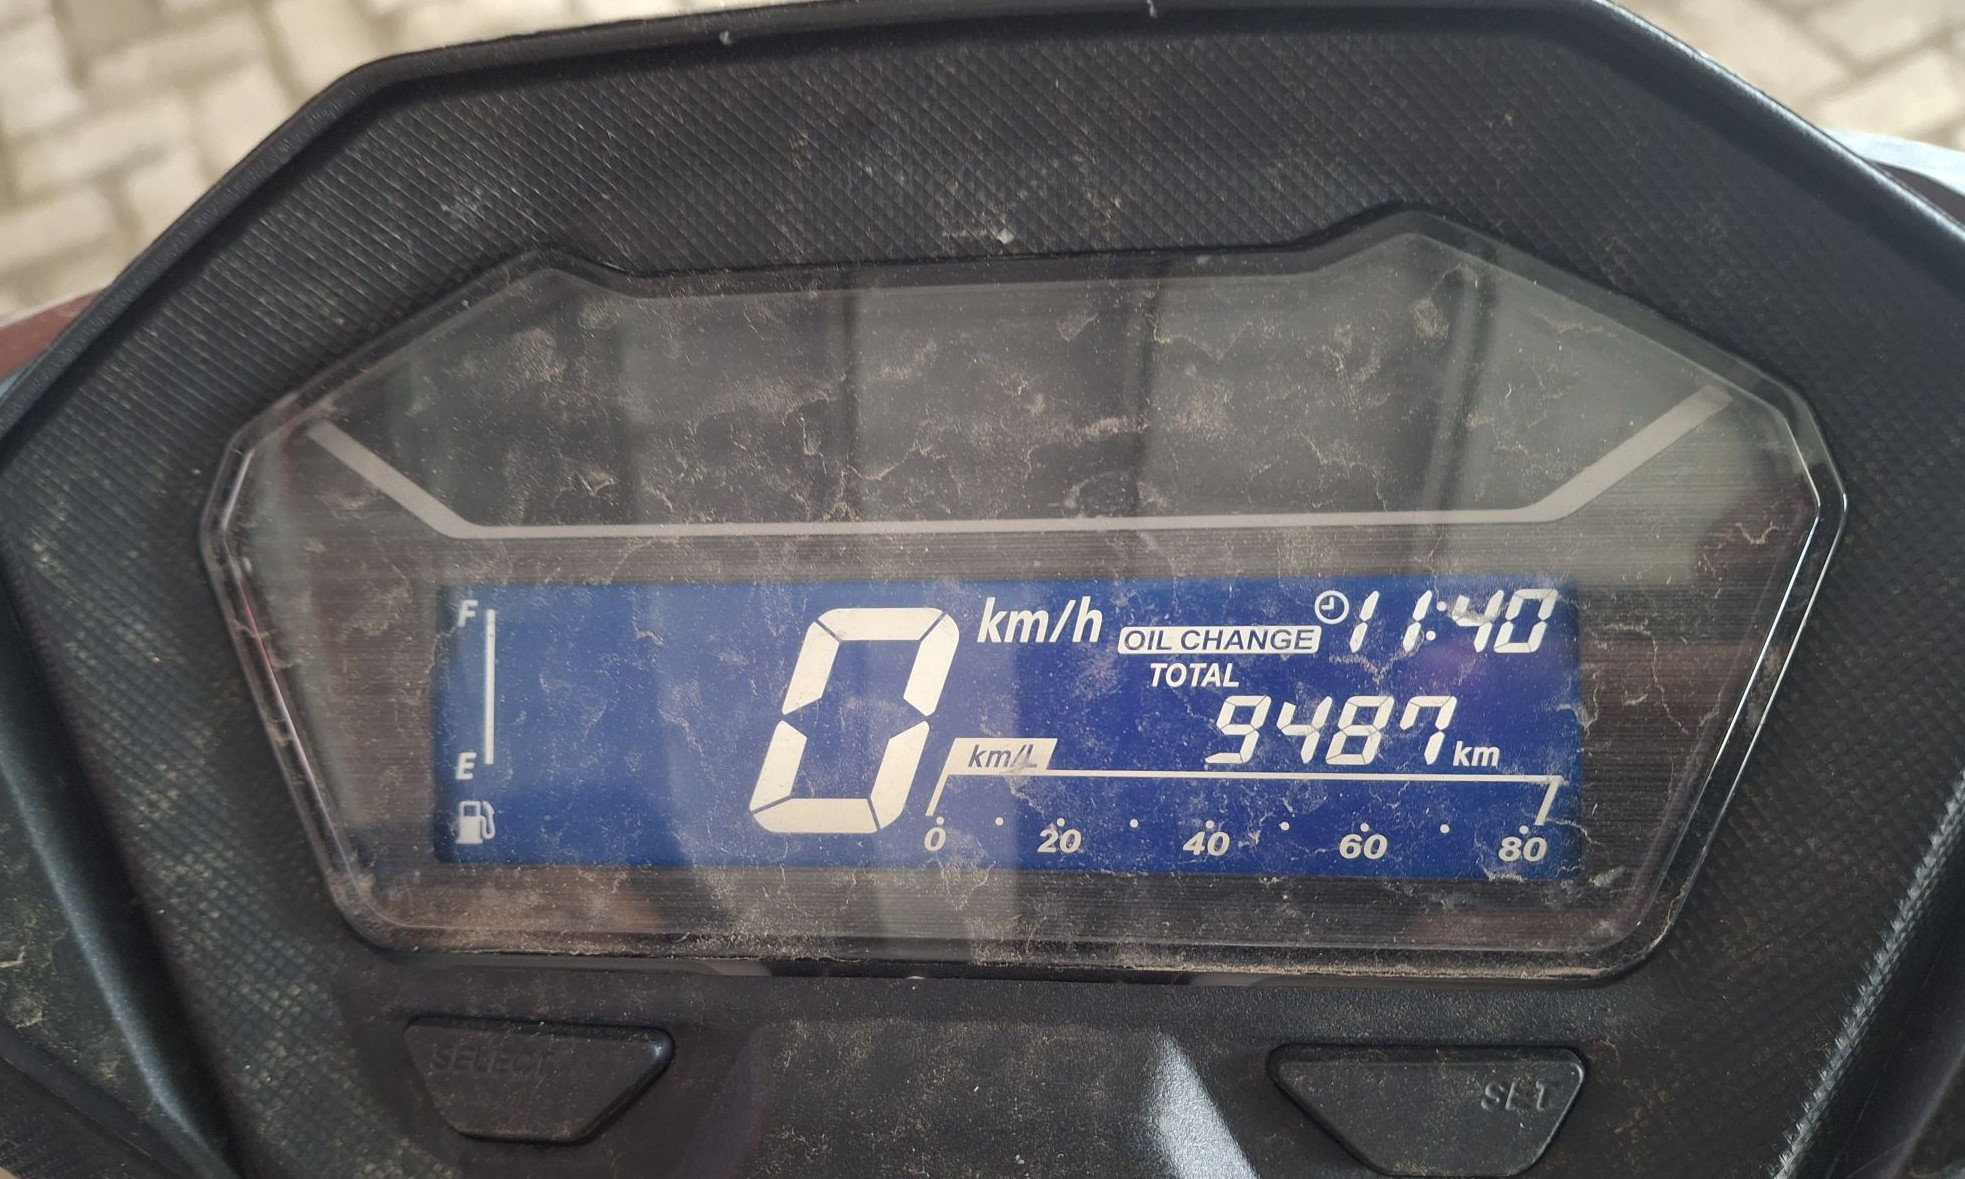 F
E
0 km/h
OIL CHANGE
11:40
TOTAL
9487 km
km/L
0 20 40 60 80
SELECT
SET